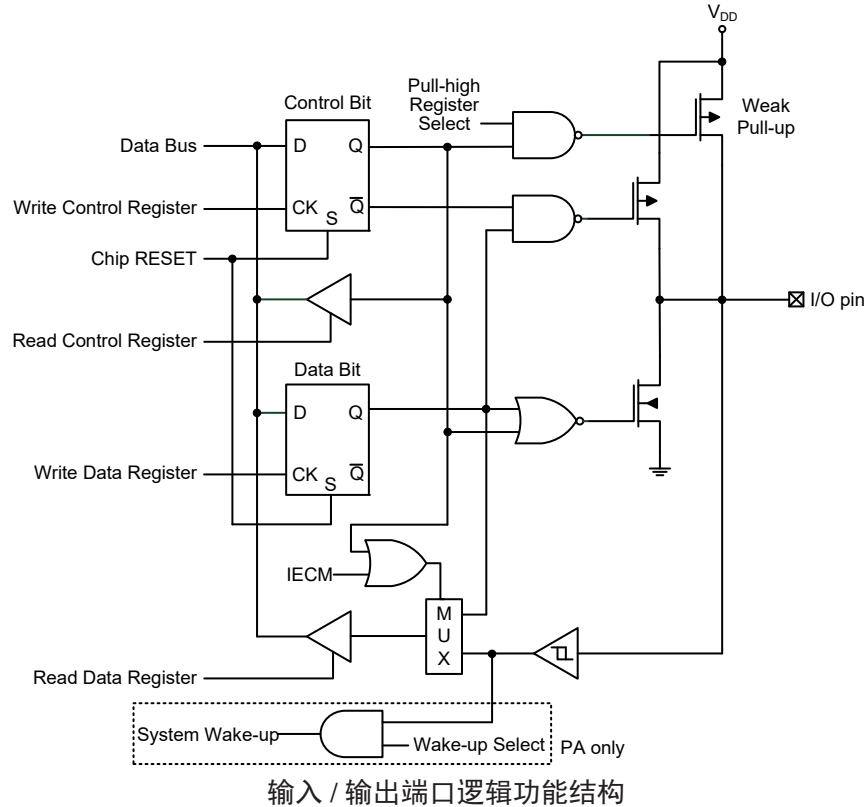 VDD
Pull-high
Register
Select
Weak
Pull-up
Control Bit
Data Bus
D
Q
Write Control Register
CK
S
Q̅
Chip RESET
I/O pin
Read Control Register
Data Bit
D
Q
Write Data Register
CK
S
Q̅
IECM
M
U
X
Read Data Register
System Wake-up
Wake-up Select
PA only
输入 / 输出端口逻辑功能结构